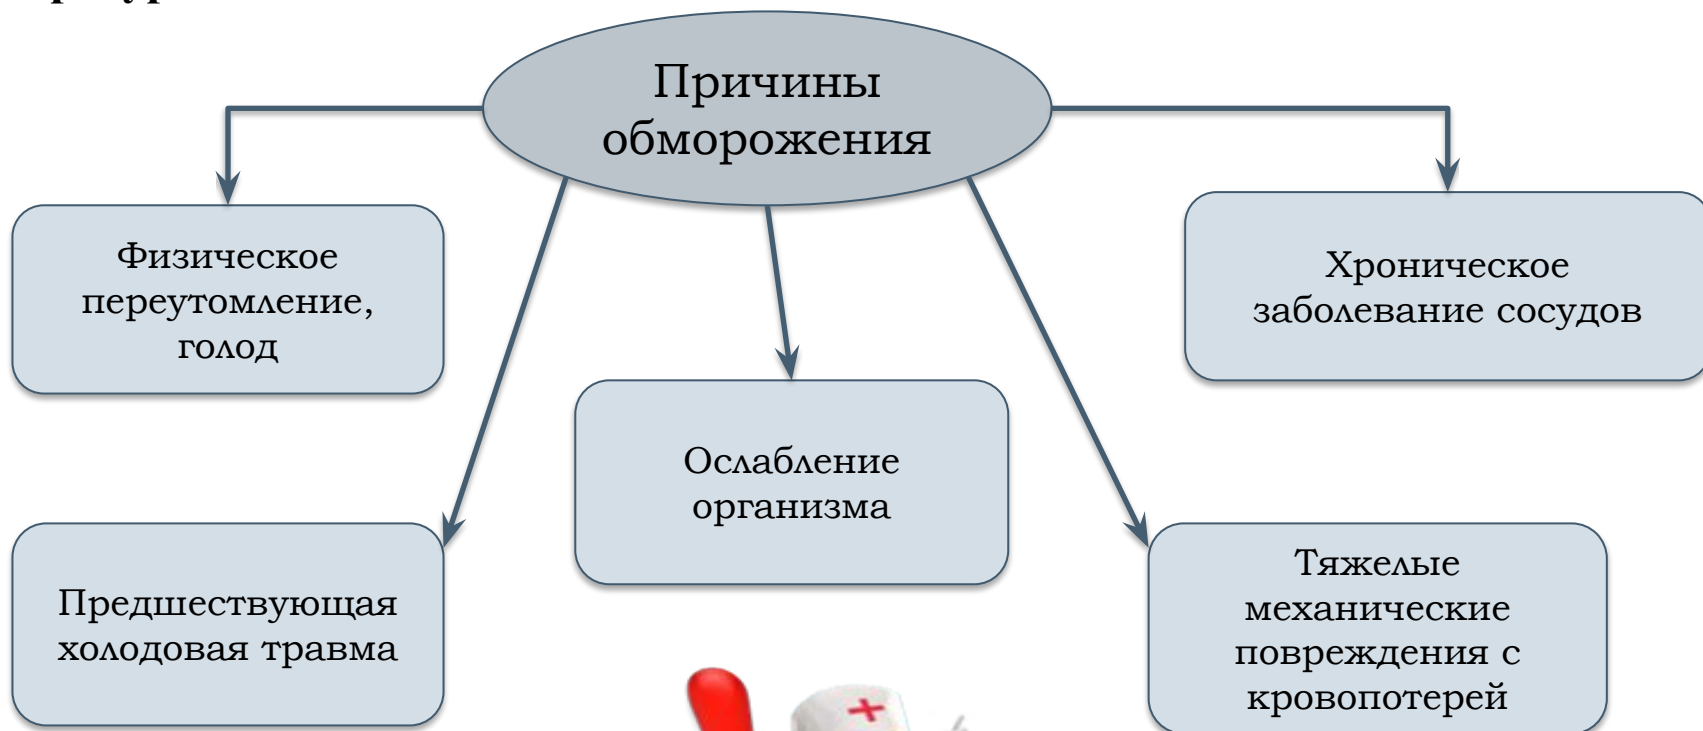 Причины
обморожения
Физическое
переутомление,
голод
Хроническое
заболевание сосудов
Ослабление
организма
Предшествующая
холодовая травма
Тяжелые
механические
повреждения с
кровопотерей